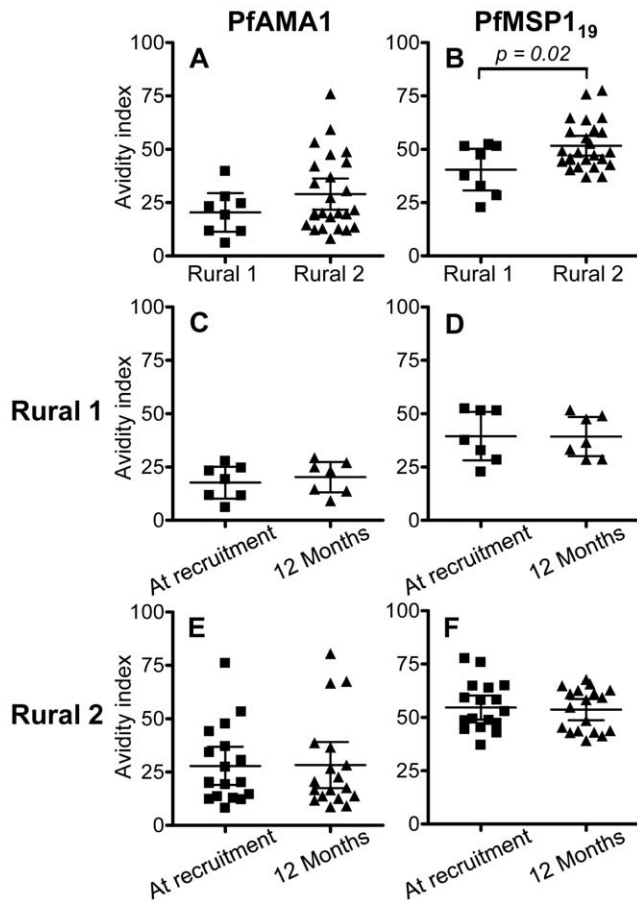 PfAMA1 PfMSP1₁₉
A B p = 0.02
100 100
75 75
50 50
25 25
0 0
Avidity index
Rural 1 Rural 2 Rural 1 Rural 2
C D
100 100
75 75
50 50
25 25
0 0
Rural 1
Avidity index
At recruitment 12 Months At recruitment 12 Months
E F
100 100
75 75
50 50
25 25
0 0
Rural 2
Avidity index
At recruitment 12 Months At recruitment 12 Months